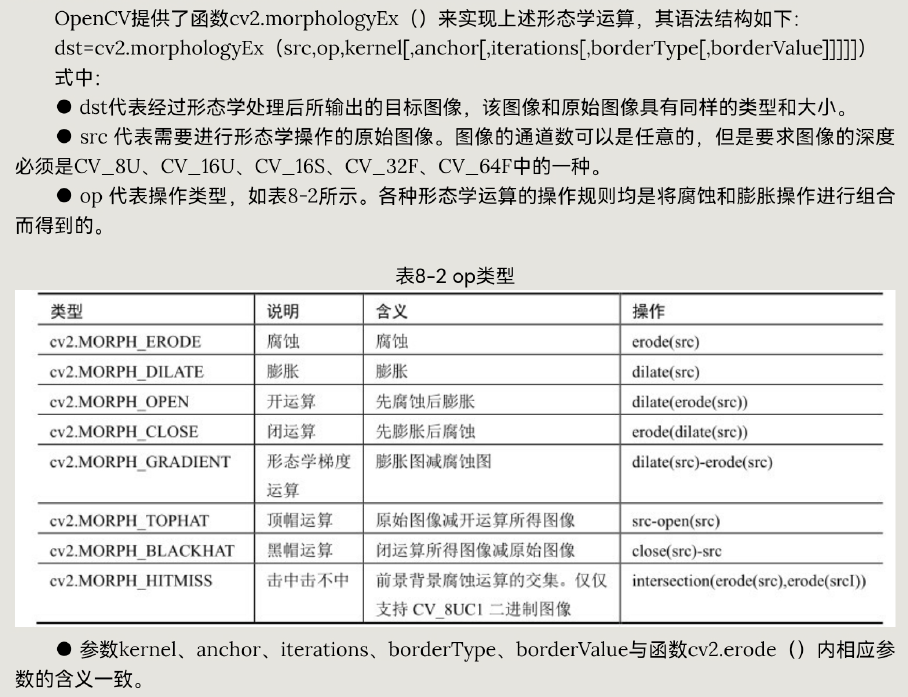 OpenCV提供了函数cv2.morphologyEx（）来实现上述形态学运算，其语法结构如下：
dst=cv2.morphologyEx（src,op,kernel[,anchor[,iterations[,borderType[,borderValue]]]]]）
式中：
● dst代表经过形态学处理后所输出的目标图像，该图像和原始图像具有同样的类型和大小。
● src 代表需要进行形态学操作的原始图像。图像的通道数可以是任意的，但是要求图像的深度
必须是CV_8U、CV_16U、CV_16S、CV_32F、CV_64F中的一种。
● op 代表操作类型，如表8-2所示。各种形态学运算的操作规则均是将腐蚀和膨胀操作进行组合
而得到的。
表8-2 op类型
类型 说明 含义 操作
cv2.MORPH_ERODE 腐蚀 腐蚀 erode(src)
cv2.MORPH_DILATE 膨胀 膨胀 dilate(src)
cv2.MORPH_OPEN 开运算 先腐蚀后膨胀 dilate(erode(src))
cv2.MORPH_CLOSE 闭运算 先膨胀后腐蚀 erode(dilate(src))
cv2.MORPH_GRADIENT 形态学梯度 膨胀图减腐蚀图 dilate(src)-erode(src)
运算
cv2.MORPH_TOPHAT 顶帽运算 原始图像减开运算所得图像 src-open(src)
cv2.MORPH_BLACKHAT 黑帽运算 闭运算所得图像减原始图像 close(src)-src
cv2.MORPH_HITMISS 击中击不中 前景背景腐蚀运算的交集。仅仅 intersection(erode(src),erode(srcI))
支持 CV_8UC1 二进制图像
● 参数kernel、anchor、iterations、borderType、borderValue与函数cv2.erode（）内相应参
数的含义一致。